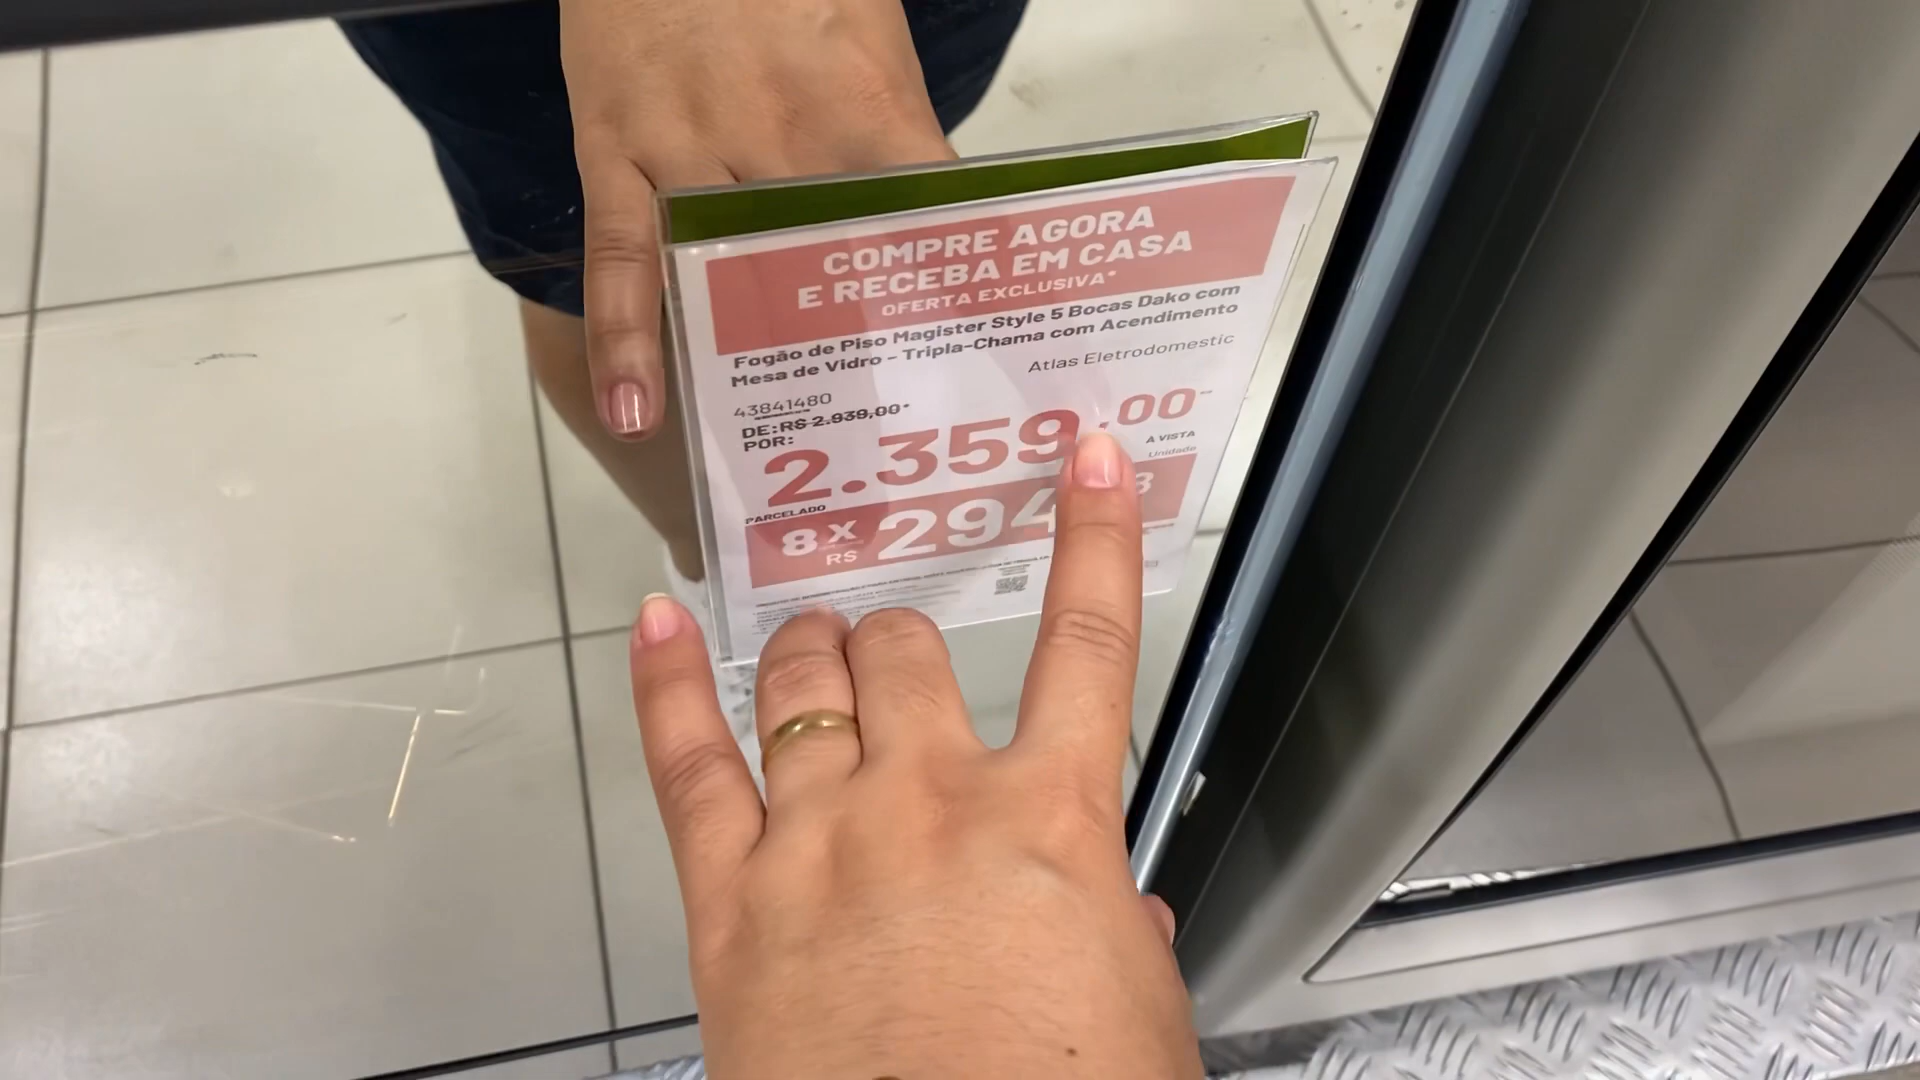 COMPRE AGORA
E RECEBA EM CASA
OFERTA EXCLUSIVA*
Fogão de Piso Magister Style 5 Bocas Dako com
Mesa de Vidro - Tripla-Chama com Acendimento
Atlas Eletrodomestic
43841480
DE: R$ 2.939,00*
POR:
2.359,00
À VISTA
Unidade
PARCELADO
8 X
R$ 294